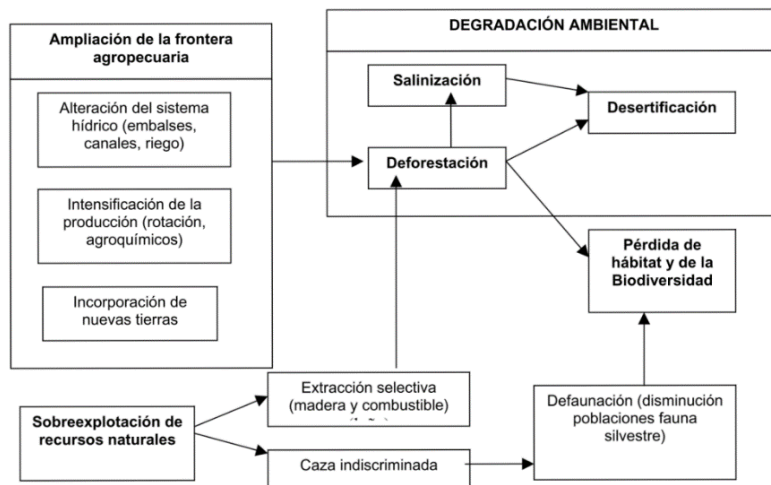 Ampliación de la frontera
agropecuaria
Alteración del sistema
hídrico (embalses,
canales, riego)
Intensificación de la
producción (rotación,
agroquímicos)
Incorporación de
nuevas tierras
DEGRADACIÓN AMBIENTAL
Salinización
Desertificación
Deforestación
Pérdida de
hábitat y de la
Biodiversidad
Sobreexplotación de
recursos naturales
Extracción selectiva
(madera y combustible)
Caza indiscriminada
Defaunación (disminución
poblaciones fauna
silvestre)